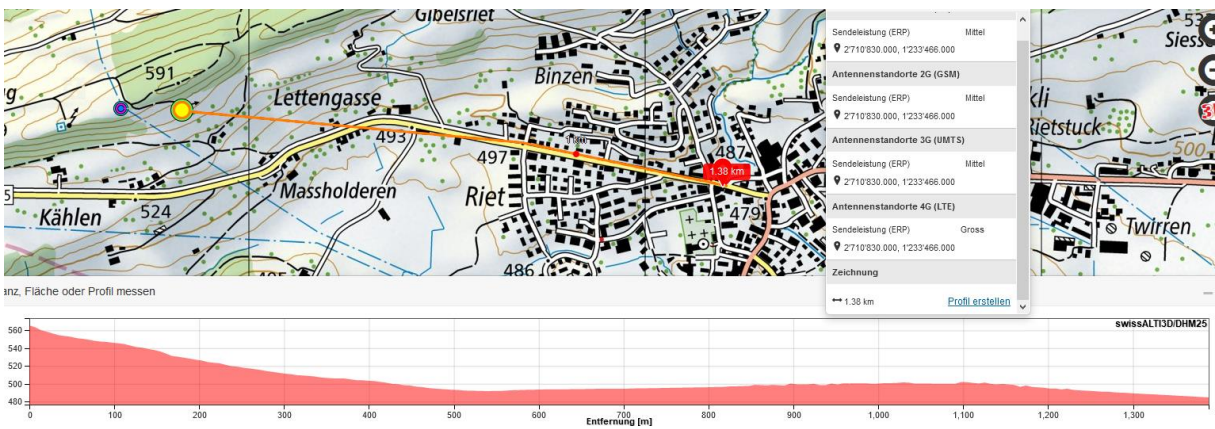 Gibelsriet
591
Binzen
Lettengasse
493
497
1 km
487
1.38 km
Massholderen
Riet
479
524
Kählen
486
Siess
500
Twirren
Sendeleistung (ERP) Mittel
2'710'830.000, 1'233'466.000
Antennenstandorte 2G (GSM)
Sendeleistung (ERP) Mittel
2'710'830.000, 1'233'466.000
Antennenstandorte 3G (UMTS)
Sendeleistung (ERP) Mittel
2'710'830.000, 1'233'466.000
Antennenstandorte 4G (LTE)
Sendeleistung (ERP) Gross
2'710'830.000, 1'233'466.000
Zeichnung
1.38 km Profil erstellen
anz, Fläche oder Profil messen
swissALTI3D/DHM25
560
540
520
500
480
0 100 200 300 400 500 600 700 800 900 1,000 1,100 1,200 1,300
Entfernung [m]